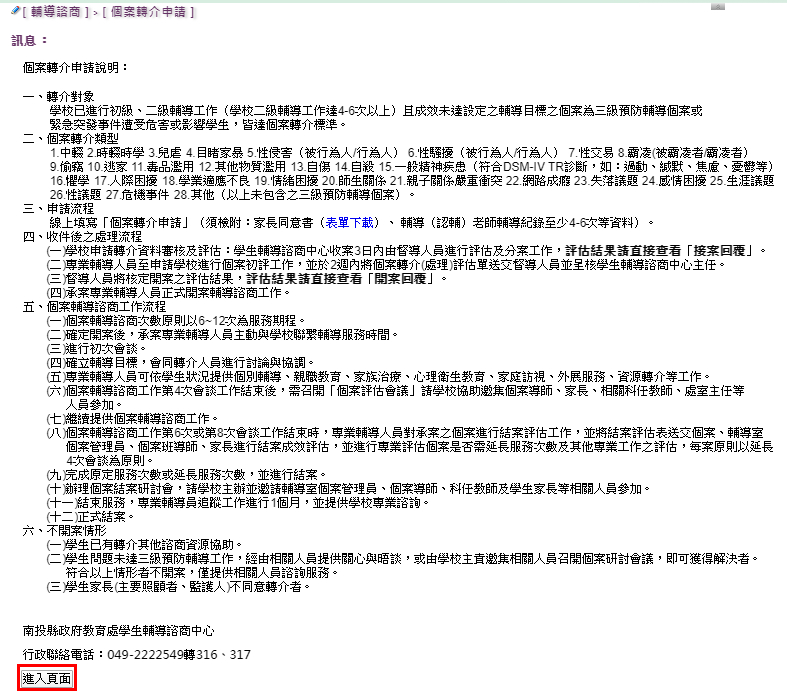 [ 輔導諮商 ] > [ 個案轉介申請 ]
訊息：
個案轉介申請說明：
一、轉介對象
學校已進行初級、二級輔導工作（學校二級輔導工作達4-6次以上）且成效未達設定之輔導目標之個案為三級預防輔導個案或
緊急突發事件遭受危害或影響學生，皆達個案轉介標準。
二、個案轉介類型
1.中輟 2.時輟時學 3.兒虐 4.目睹家暴 5.性侵害（被行為人/行為人） 6.性騷擾（被行為人/行為人） 7.性交易 8.霸凌(被霸凌者/霸凌者）
9.偷竊 10.逃家 11.毒品濫用 12.其他物質濫用 13.自傷 14.自殺 15.一般精神疾患（符合DSM-IV TR診斷，如：過動、緘默、焦慮、憂鬱等）
16.懼學 17.人際困擾 18.學業適應不良 19.情緒困擾 20.師生關係 21.親子關係嚴重衝突 22.網路成癮 23.失落議題 24.感情困擾 25.生涯議題
26.性議題 27.危機事件 28.其他（以上未包含之三級預防輔導個案）。
三、申請流程
線上填寫「個案轉介申請」（須檢附：家長同意書（表單下載）、輔導（認輔）老師輔導紀錄至少4-6次等資料）。
四、收件後之處理流程
(一)學校申請轉介資料審核及評估：學生輔導諮商中心收案3日內由督導人員進行評估及分案工作，評估結果請直接查看「接案回覆」。
(二)專業輔導人員至申請學校進行個案初評工作，並於2週內將個案轉介(處理)評估單送交督導人員並呈核學生輔導諮商中心主任。
(三)督導人員將核定開案之評估結果，評估結果請直接查看「開案回覆」。
(四)承案專業輔導人員正式開案輔導諮商工作。
五、個案輔導諮商工作流程
(一)個案輔導諮商次數原則以6~12次為服務期程。
(二)確定開案後，承案專業輔導人員主動與學校聯繫輔導服務時間。
(三)進行初次會談。
(四)確立輔導目標，會同轉介人員進行討論與協調。
(五)專業輔導人員可依學生狀況提供個別輔導、親職教育、家族治療、心理衛生教育、家庭訪視、外展服務、資源轉介等工作。
(六)個案輔導諮商工作第4次會談工作結束後，需召開「個案評估會議」請學校協助邀集個案導師、家長、相關科任教師、處室主任等
人員參加。
(七)繼續提供個案輔導諮商工作。
(八)個案輔導諮商工作第6次或第8次會談工作結束時，專業輔導人員對承案之個案進行結案評估工作，並將結案評估表送交個案、輔導室
個案管理員、個案班導師、家長進行結案成效評估，並進行專業評估個案是否需延長服務次數及其他專業工作之評估，每案原則以延長
4次會談為原則。
(九)完成原定服務次數或延長服務次數，並進行結案。
(十)辦理個案結案研討會，請學校主辦並邀請輔導室個案管理員、個案導師、科任教師及學生家長等相關人員參加。
(十一)結束服務，專業輔導員追蹤工作進行1個月，並提供學校專業諮詢。
(十二)正式結案。
六、不開案情形
(一)學生已有轉介其他諮商資源協助。
(二)學生問題未達三級預防輔導工作，經由相關人員提供關心與晤談，或由學校主責邀集相關人員召開個案研討會議，即可獲得解決者。
符合以上情形者不開案，僅提供相關人員諮詢服務。
(三)學生家長(主要照顧者、監護人)不同意轉介者。
南投縣政府教育處學生輔導諮商中心
行政聯絡電話：049-2222549轉316、317
進入頁面